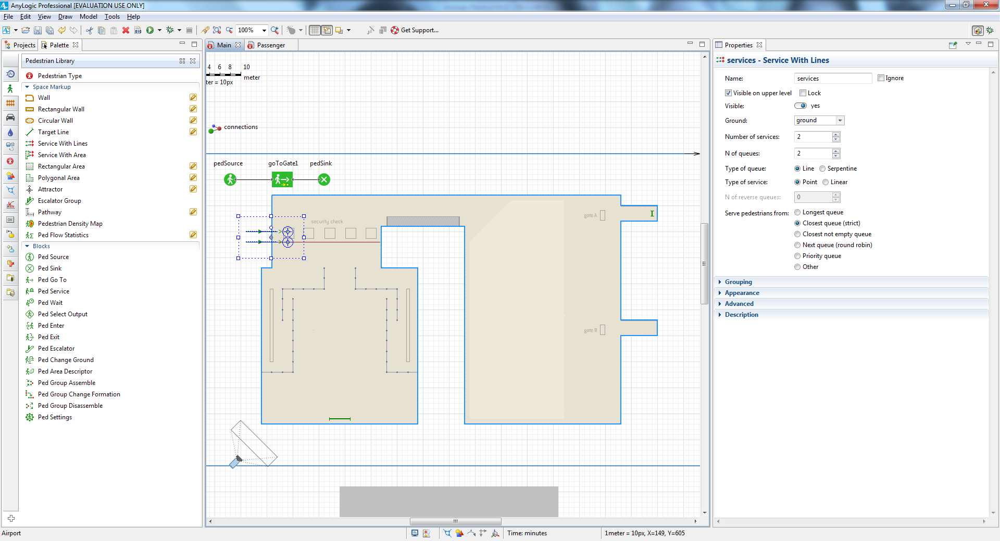 AnyLogic Professional [EVALUATION USE ONLY]
File Edit View Draw Model Tools Help
100% Get Support...
Projects Palette
Pedestrian Library
Pedestrian Type
Space Markup
Wall
Rectangular Wall
Circular Wall
Target Line
Service With Lines
Service With Area
Rectangular Area
Polygonal Area
Attractor
Escalator Group
Pathway
Pedestrian Density Map
Ped Flow Statistics
Blocks
Ped Source
Ped Sink
Ped Go To
Ped Service
Ped Wait
Ped Select Output
Ped Enter
Ped Exit
Ped Escalator
Ped Change Ground
Ped Area Descriptor
Ped Group Assemble
Ped Group Change Formation
Ped Group Disassemble
Ped Settings
Main Passenger
4 6 8 10
meter
ter = 10px
connections
pedSource goToGate1 pedSink
security check
gate A
gate B
Properties
services - Service With Lines
Name: services Ignore
Visible on upper level Lock
Visible: yes
Ground: ground
Number of services: 2
N of queues: 2
Type of queue: Line Serpentine
Type of service: Point Linear
N of reverse queues: 0
Serve pedestrians from: Longest queue
Closest queue (strict)
Closest not empty queue
Next queue (round robin)
Priority queue
Other
Grouping
Appearance
Advanced
Description
Airport Time: minutes 1meter = 10px, X=149, Y=605